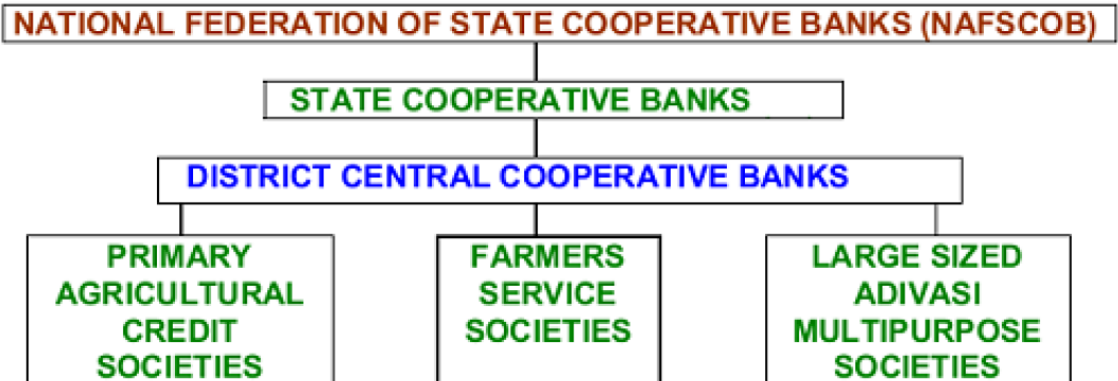 NATIONAL FEDERATION OF STATE COOPERATIVE BANKS (NAFSCOB)
STATE COOPERATIVE BANKS
DISTRICT CENTRAL COOPERATIVE BANKS
PRIMARY
AGRICULTURAL
CREDIT
SOCIETIES
FARMERS
SERVICE
SOCIETIES
LARGE SIZED
ADIVASI
MULTIPURPOSE
SOCIETIES